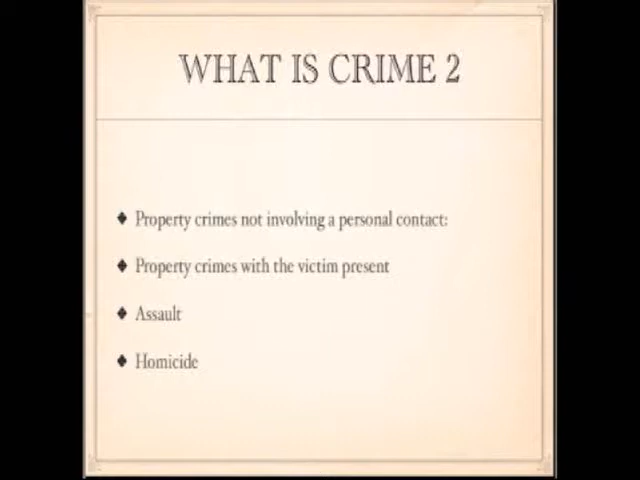 WHAT IS CRIME 2
Property crimes not involving a personal contact:
Property crimes with the victim present
Assault
Homicide